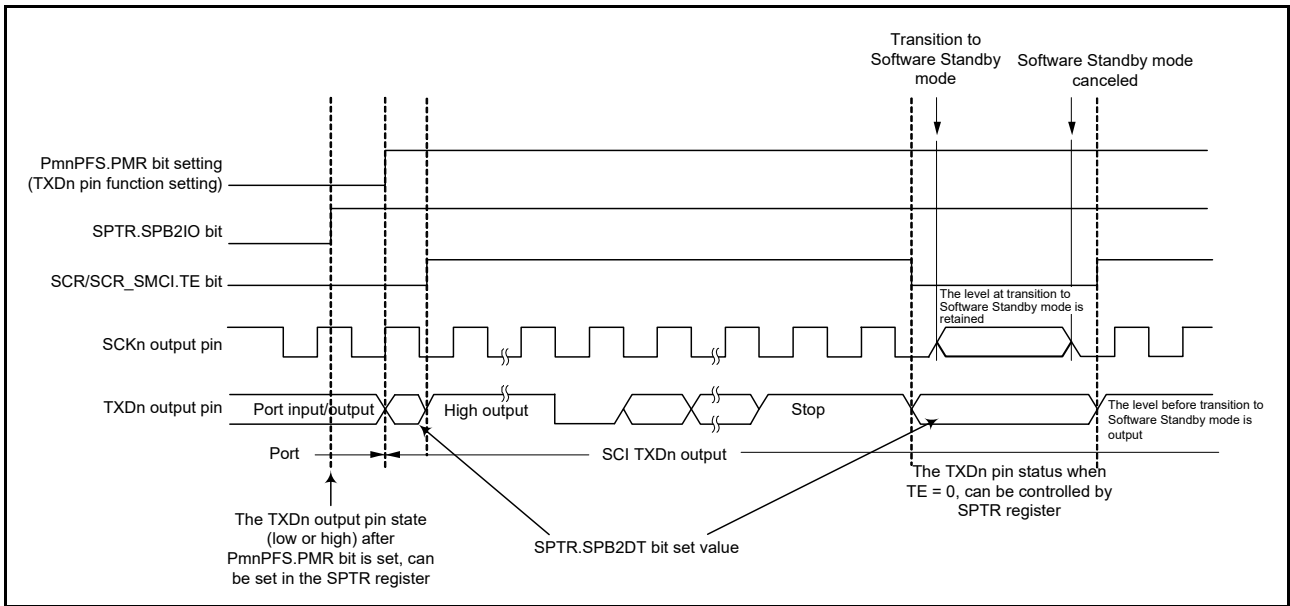 Transition to
Software Standby
mode
Software Standby mode
canceled
PmnPFS.PMR bit setting
(TXDn pin function setting)
SPTR.SPB2IO bit
SCR/SCR_SMCI.TE bit
The level at transition to
Software Standby mode is
retained
SCKn output pin
TXDn output pin
Port input/output
High output
Stop
The level before transition to
Software Standby mode is
output
Port
SCI TXDn output
The TXDn pin status when
TE = 0, can be controlled by
SPTR register
The TXDn output pin state
(low or high) after
PmnPFS.PMR bit is set, can
be set in the SPTR register
SPTR.SPB2DT bit set value